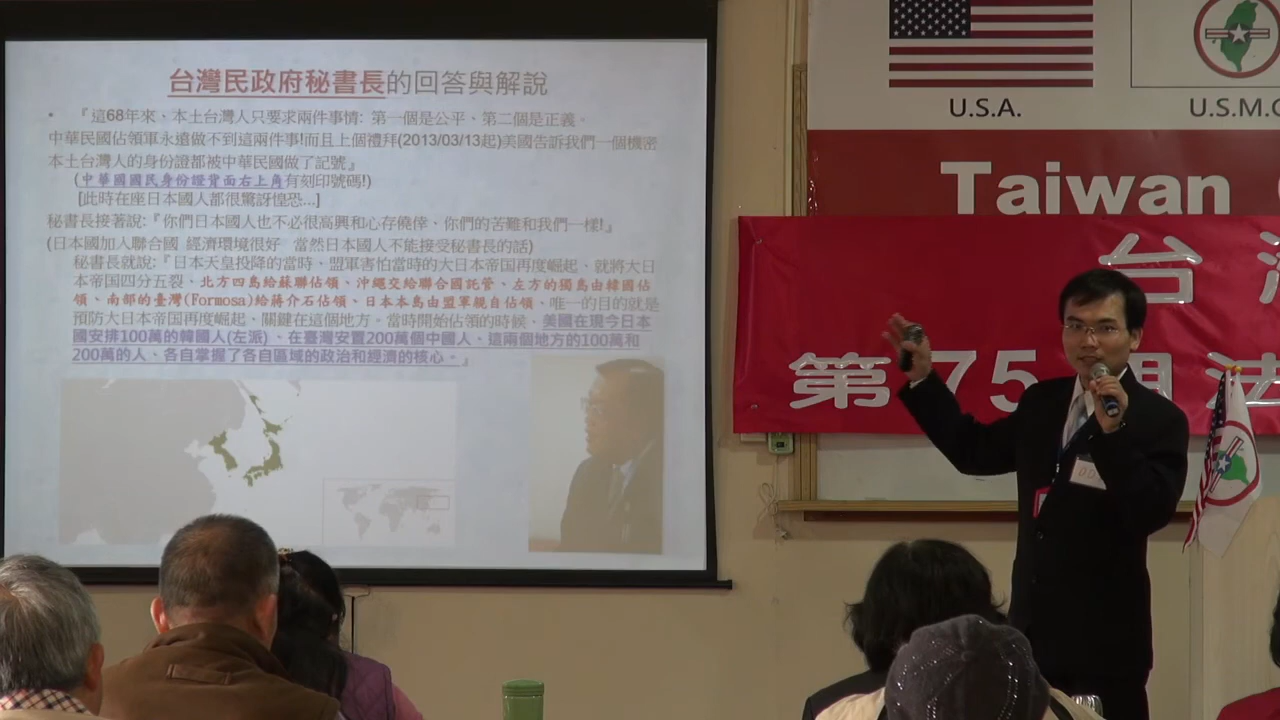 台灣民政府秘書長的回答與解說
• 『這68年來、本土台灣人只要求兩件事情: 第一個是公平、第二個是正義。
中華民國佔領軍永遠做不到這兩件事!而且上個禮拜(2013/03/13起)美國告訴我們一個機密
本土台灣人的身份證都被中華民國做了記號』
(中華國國民身份證背面右上角有刻印號碼!)
[此時在座日本國人都很驚訝惶恐...]
秘書長接著說:『你們日本國人也不必很高興和心存僥倖、你們的苦難和我們一樣!』
(日本國加入聯合國 經濟環境很好 當然日本國人不能接受秘書長的話)
秘書長就說:『日本天皇投降的當時、盟軍害怕當時的大日本帝国再度崛起、就將大日
本帝国四分五裂、北方四島給蘇聯佔領、沖繩交給聯合國託管、左方的獨島由韓國佔
領、南部的臺灣(Formosa)給蔣介石佔領、日本本島由盟軍親自佔領、唯一的目的就是
預防大日本帝国再度崛起、關鍵在這個地方。當時開始佔領的時候、美國在現今日本
國安排100萬的韓國人(左派)、在臺灣安置200萬個中國人、這兩個地方的100萬和
200萬的人、各自掌握了各自區域的政治和經濟的核心。』
U.S.A.
U.S.M.G
Taiwan
台灣
第75期法